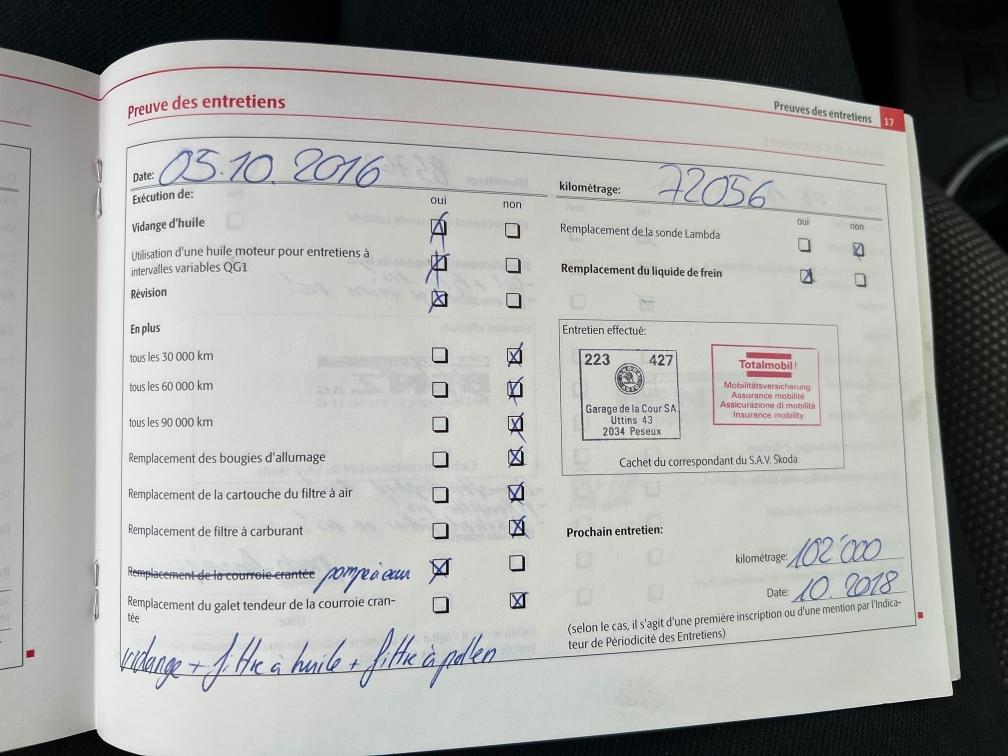 Preuves des entretiens 17
Preuve des entretiens
Date: 05.10.2016
Exécution de:
oui non
Vidange d'huile
Utilisation d'une huile moteur pour entretiens à
intervalles variables QG1
Révision
En plus
tous les 30 000 km
tous les 60 000 km
tous les 90 000 km
Remplacement des bougies d'allumage
Remplacement de la cartouche du filtre à air
Remplacement de filtre à carburant
Remplacement de la courroie crantée pompe à eau
Remplacement du galet tendeur de la courroie cran-
tée
Vidange + filtre à huile + filtre à pollen
kilométrage: 72056
oui non
Remplacement de la sonde Lambda
Remplacement du liquide de frein
Entretien effectué:
223 427
Garage de la Cour SA
Uttins 43
2034 Peseux
Totalmobil!
Mobilitätsversicherung
Assurance mobilité
Assicurazione di mobilità
Insurance mobility
Cachet du correspondant du S.A.V. Škoda
Prochain entretien:
kilométrage: 102'000
Date: 10.2018
(selon le cas, il s'agit d'une première inscription ou d'une mention par l'Indica-
teur de Périodicité des Entretiens)